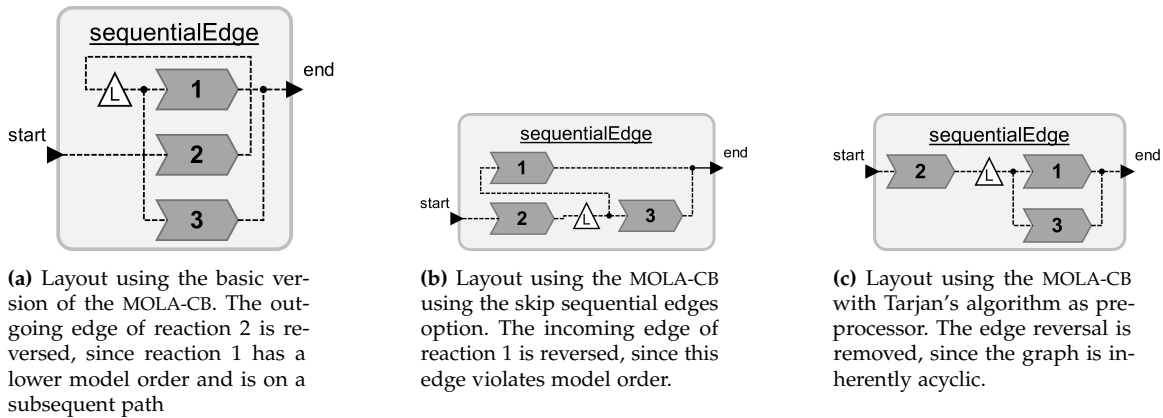 sequentialEdge
L
1
end
start
2
3
sequentialEdge
1
end
start
2
L
3
sequentialEdge
start
2
L
1
end
3
(a) Layout using the basic ver-
sion of the MOLA-CB. The out-
going edge of reaction 2 is re-
versed, since reaction 1 has a
lower model order and is on a
subsequent path
(b) Layout using the MOLA-CB
using the skip sequential edges
option. The incoming edge of
reaction 1 is reversed, since this
edge violates model order.
(c) Layout using the MOLA-CB
with Tarjan's algorithm as pre-
processor. The edge reversal is
removed, since the graph is in-
herently acyclic.